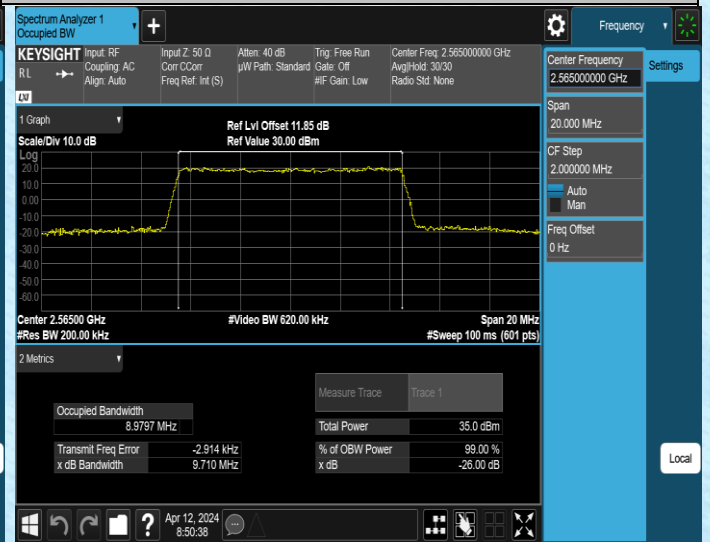 Spectrum Analyzer 1
Occupied BW
Frequency
KEYSIGHT
RL
LXI
Input: RF
Coupling: AC
Align: Auto
Input Z: 50 Ω
Corr CCorr
Freq Ref: Int (S)
Atten: 40 dB
µW Path: Standard
Trig: Free Run
Gate: Off
#IF Gain: Low
Center Freq: 2.565000000 GHz
Avg|Hold: 30/30
Radio Std: None
Center Frequency
2.565000000 GHz
Settings
Span
20.000 MHz
CF Step
2.000000 MHz
Auto
Man
Freq Offset
0 Hz
1 Graph
Scale/Div 10.0 dB
Ref Lvl Offset 11.85 dB
Ref Value 30.00 dBm
Log
20.0
10.0
0.00
-10.0
-20.0
-30.0
-40.0
-50.0
-60.0
Center 2.56500 GHz
#Video BW 620.00 kHz
Span 20 MHz
#Res BW 200.00 kHz
#Sweep 100 ms (601 pts)
2 Metrics
Measure Trace
Trace 1
Occupied Bandwidth
8.9797 MHz
Total Power
35.0 dBm
Transmit Freq Error
-2.914 kHz
% of OBW Power
99.00 %
x dB Bandwidth
9.710 MHz
x dB
-26.00 dB
Local
?
Apr 12, 2024
8:50:38